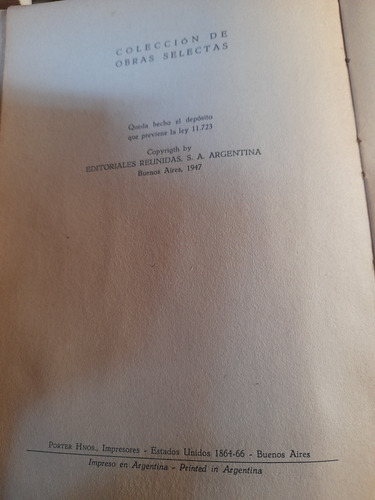 COLECCIÓN DE
OBRAS SELECTAS
Queda hecho el depósito
que previene la ley 11.723
Copyrigth by
EDITORIALES REUNIDAS, S. A. ARGENTINA
Buenos Aires, 1947
PORTER HNOS., Impresores - Estados Unidos 1864-66 - Buenos Aires
Impreso en Argentina - Printed in Argentina